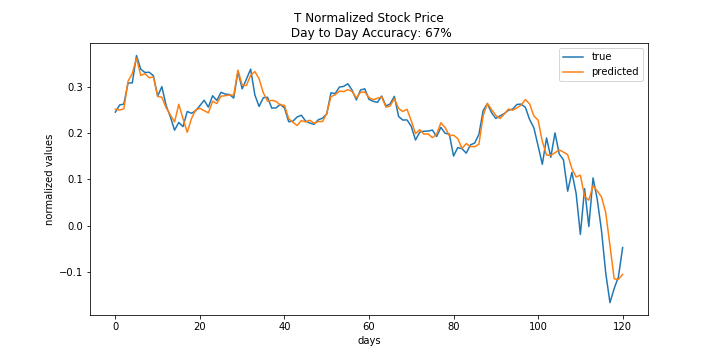 T Normalized Stock Price
Day to Day Accuracy: 67%
true
predicted
normalized values
0.3
0.2
0.1
0.0
−0.1
0 20 40 60 80 100 120
days